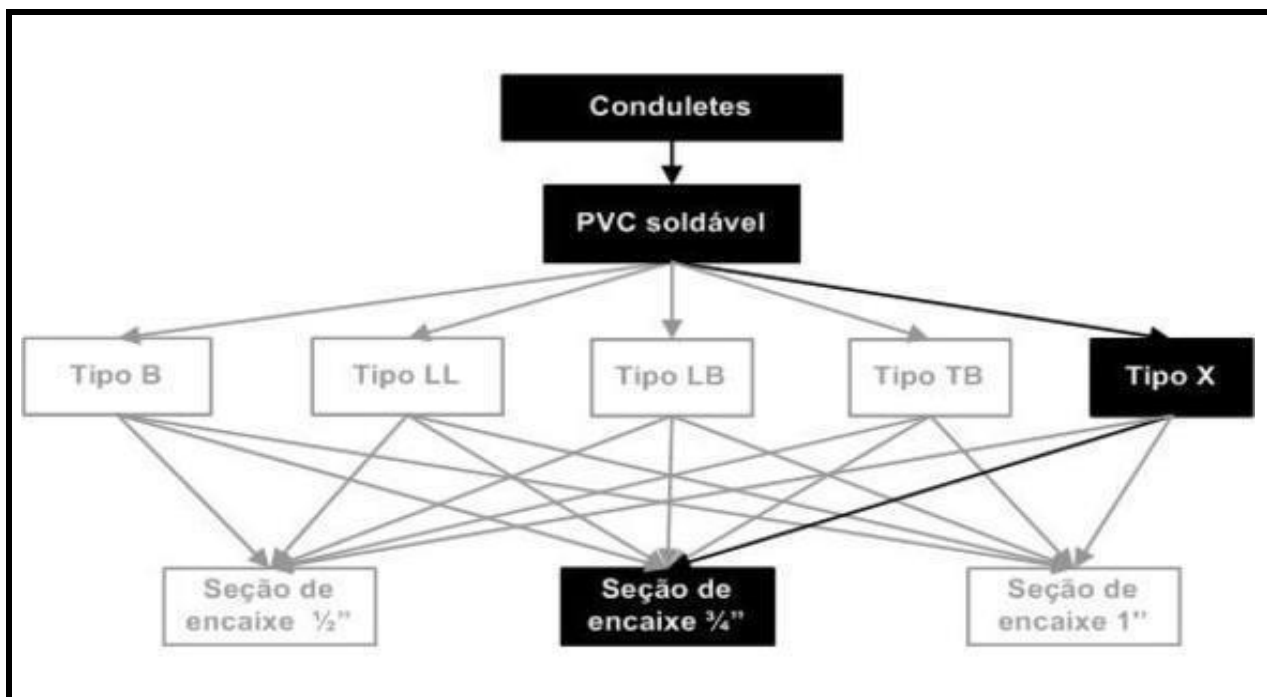 Conduletes
PVC soldável
Tipo B
Tipo LL
Tipo LB
Tipo TB
Tipo X
Seção de
encaixe ½”
Seção de
encaixe ¾”
Seção de
encaixe 1”